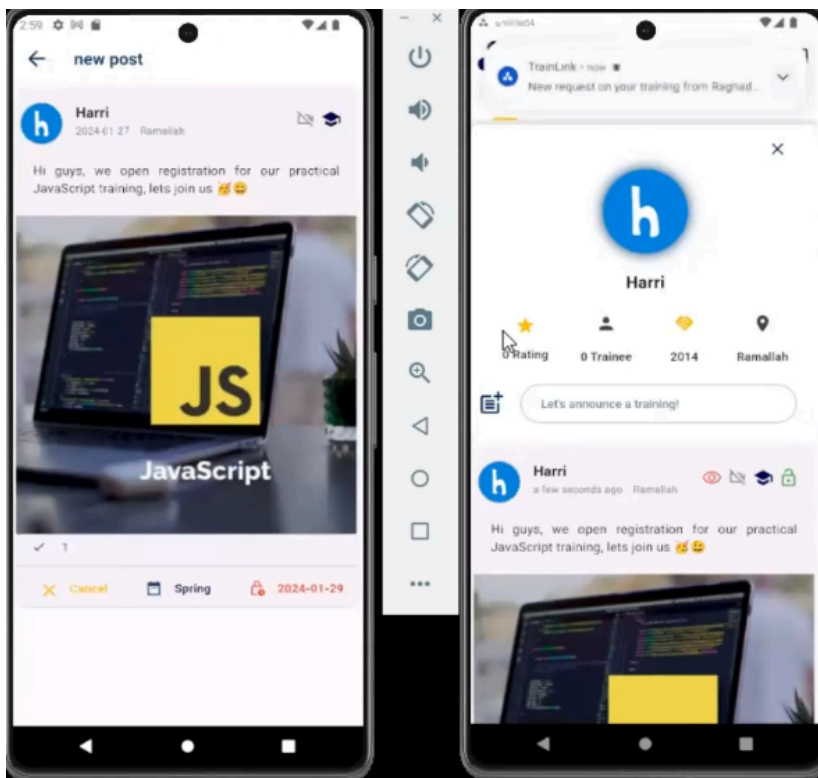 2:59
new post
Harri
2024-01-27 Ramallah
Hi guys, we open registration for our practical
JavaScript training, lets join us 🥳😀
JS
JavaScript
1
Cancel Spring 2024-01-29
TrainLink · now
New request on your training from Raghad..
h
Harri
0 Rating 0 Trainee 2014 Ramallah
Let's announce a training!
Harri
a few seconds ago Ramallah
Hi guys, we open registration for our practical
JavaScript training, lets join us 🥳😀